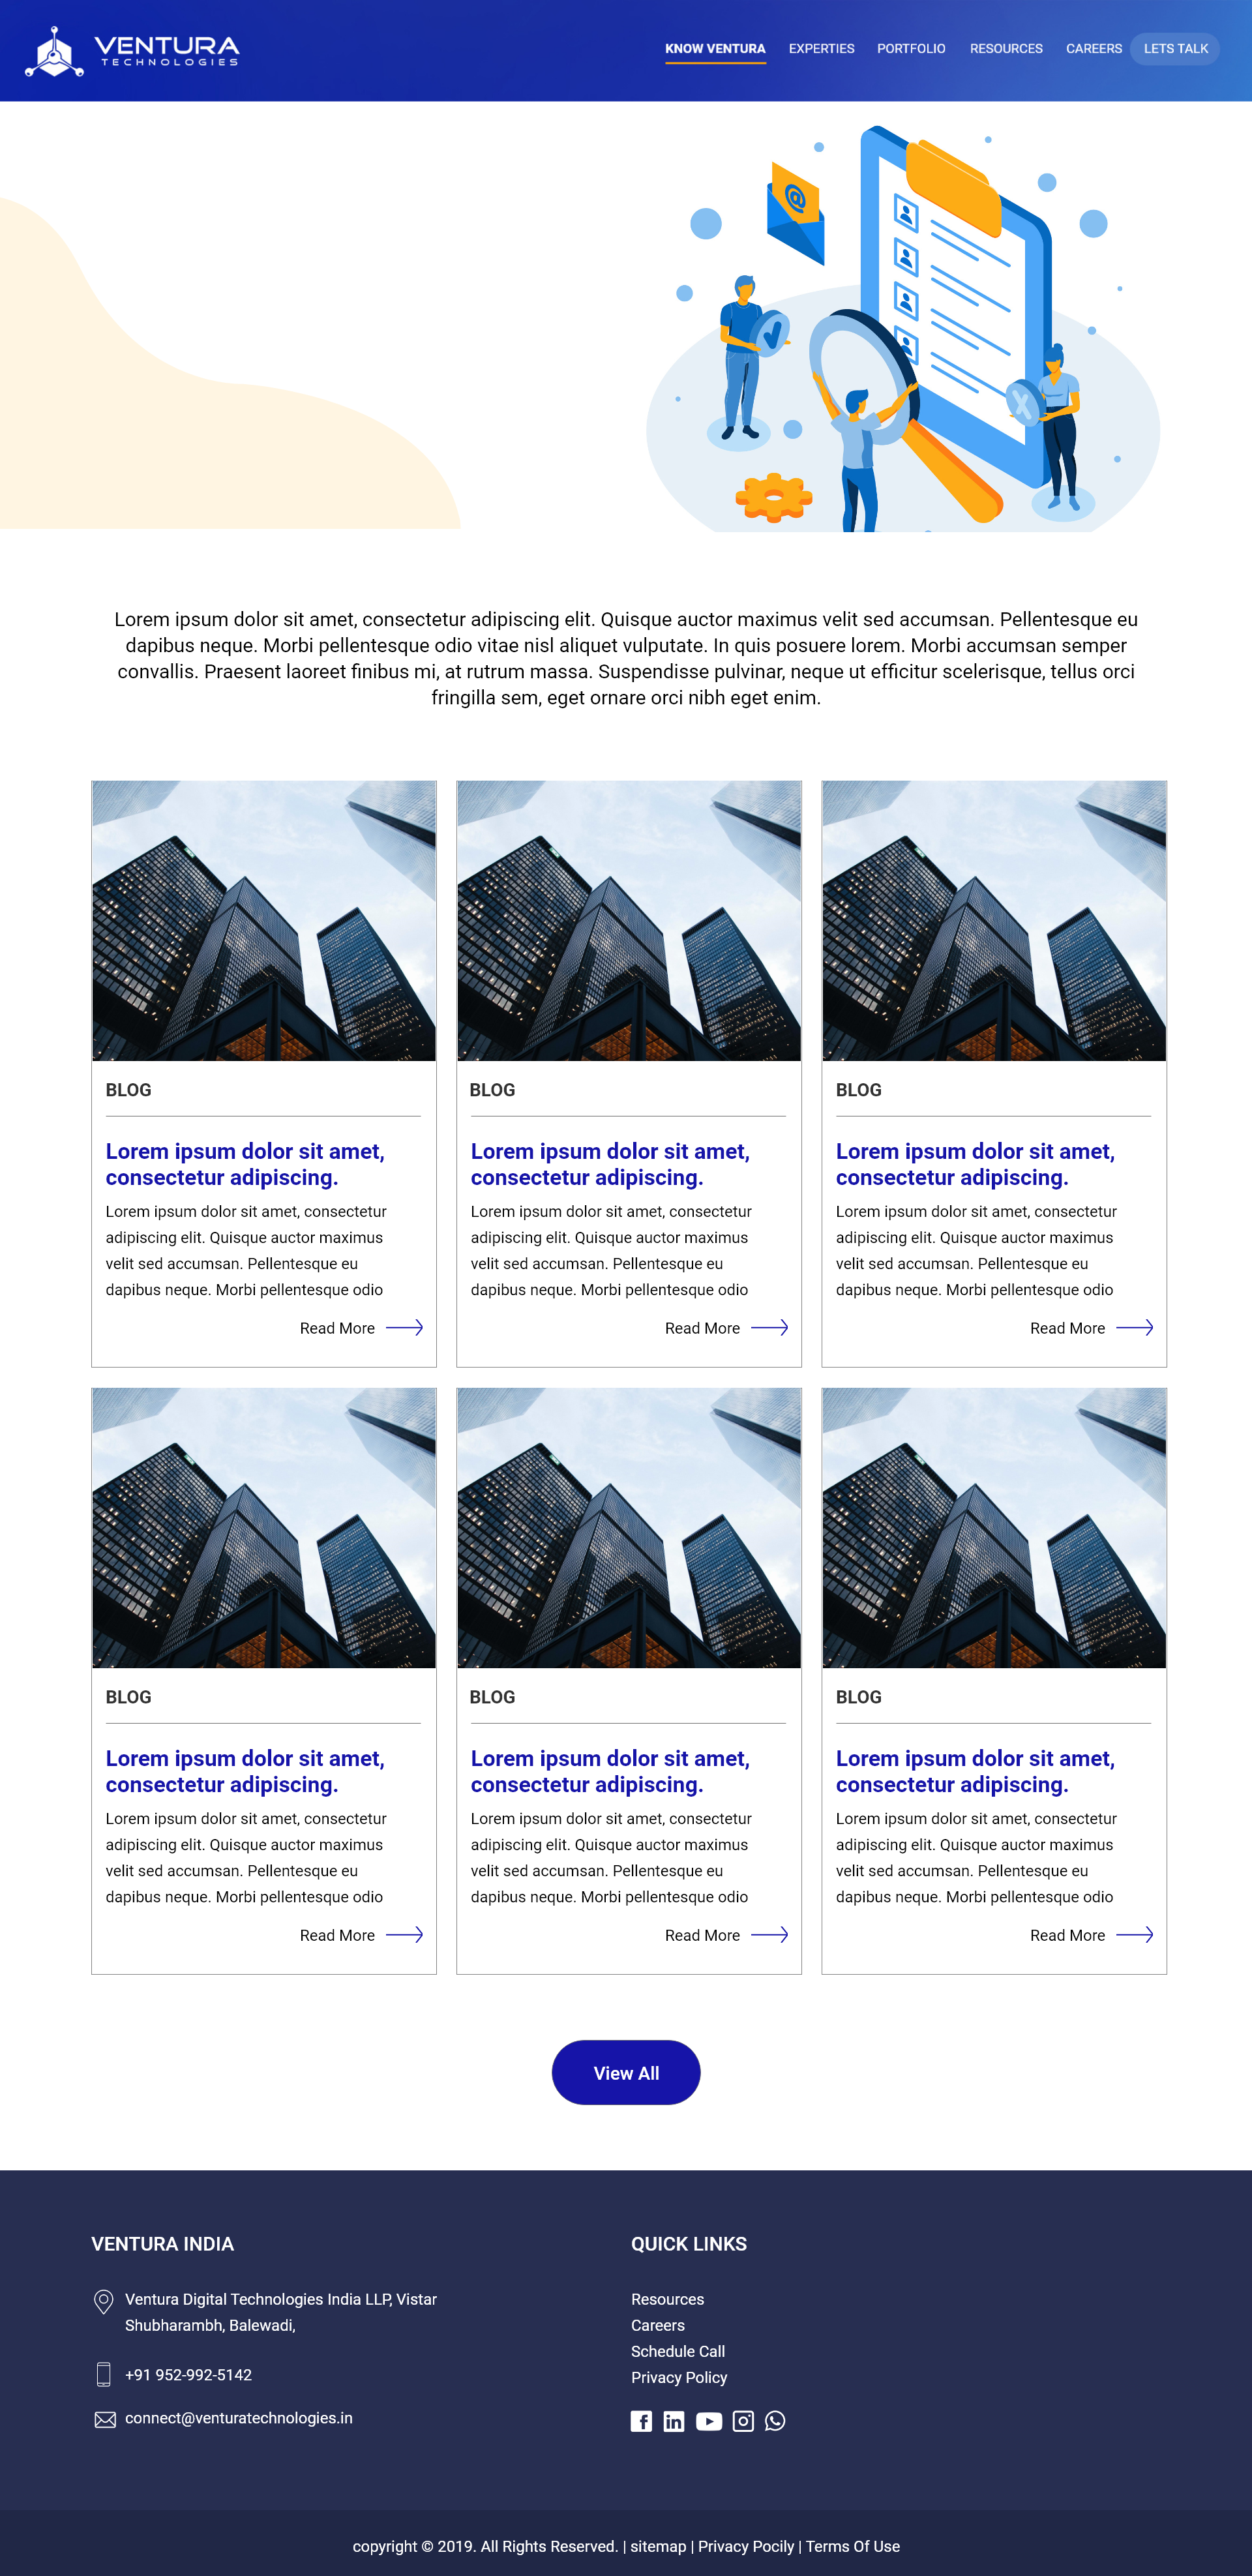 VENTURA
TECHNOLOGIES
KNOW VENTURA EXPERTIES PORTFOLIO RESOURCES CAREERS LETS TALK
@
Lorem ipsum dolor sit amet, consectetur adipiscing elit. Quisque auctor maximus velit sed accumsan. Pellentesque eu
dapibus neque. Morbi pellentesque odio vitae nisl aliquet vulputate. In quis posuere lorem. Morbi accumsan semper
convallis. Praesent laoreet finibus mi, at rutrum massa. Suspendisse pulvinar, neque ut efficitur scelerisque, tellus orci
fringilla sem, eget ornare orci nibh eget enim.
BLOG
Lorem ipsum dolor sit amet,
consectetur adipiscing.
Lorem ipsum dolor sit amet, consectetur
adipiscing elit. Quisque auctor maximus
velit sed accumsan. Pellentesque eu
dapibus neque. Morbi pellentesque odio
Read More
BLOG
Lorem ipsum dolor sit amet,
consectetur adipiscing.
Lorem ipsum dolor sit amet, consectetur
adipiscing elit. Quisque auctor maximus
velit sed accumsan. Pellentesque eu
dapibus neque. Morbi pellentesque odio
Read More
BLOG
Lorem ipsum dolor sit amet,
consectetur adipiscing.
Lorem ipsum dolor sit amet, consectetur
adipiscing elit. Quisque auctor maximus
velit sed accumsan. Pellentesque eu
dapibus neque. Morbi pellentesque odio
Read More
BLOG
Lorem ipsum dolor sit amet,
consectetur adipiscing.
Lorem ipsum dolor sit amet, consectetur
adipiscing elit. Quisque auctor maximus
velit sed accumsan. Pellentesque eu
dapibus neque. Morbi pellentesque odio
Read More
BLOG
Lorem ipsum dolor sit amet,
consectetur adipiscing.
Lorem ipsum dolor sit amet, consectetur
adipiscing elit. Quisque auctor maximus
velit sed accumsan. Pellentesque eu
dapibus neque. Morbi pellentesque odio
Read More
BLOG
Lorem ipsum dolor sit amet,
consectetur adipiscing.
Lorem ipsum dolor sit amet, consectetur
adipiscing elit. Quisque auctor maximus
velit sed accumsan. Pellentesque eu
dapibus neque. Morbi pellentesque odio
Read More
View All
VENTURA INDIA
Ventura Digital Technologies India LLP, Vistar
Shubharambh, Balewadi,
+91 952-992-5142
connect@venturatechnologies.in
QUICK LINKS
Resources
Careers
Schedule Call
Privacy Policy
copyright © 2019. All Rights Reserved. | sitemap | Privacy Pocily | Terms Of Use